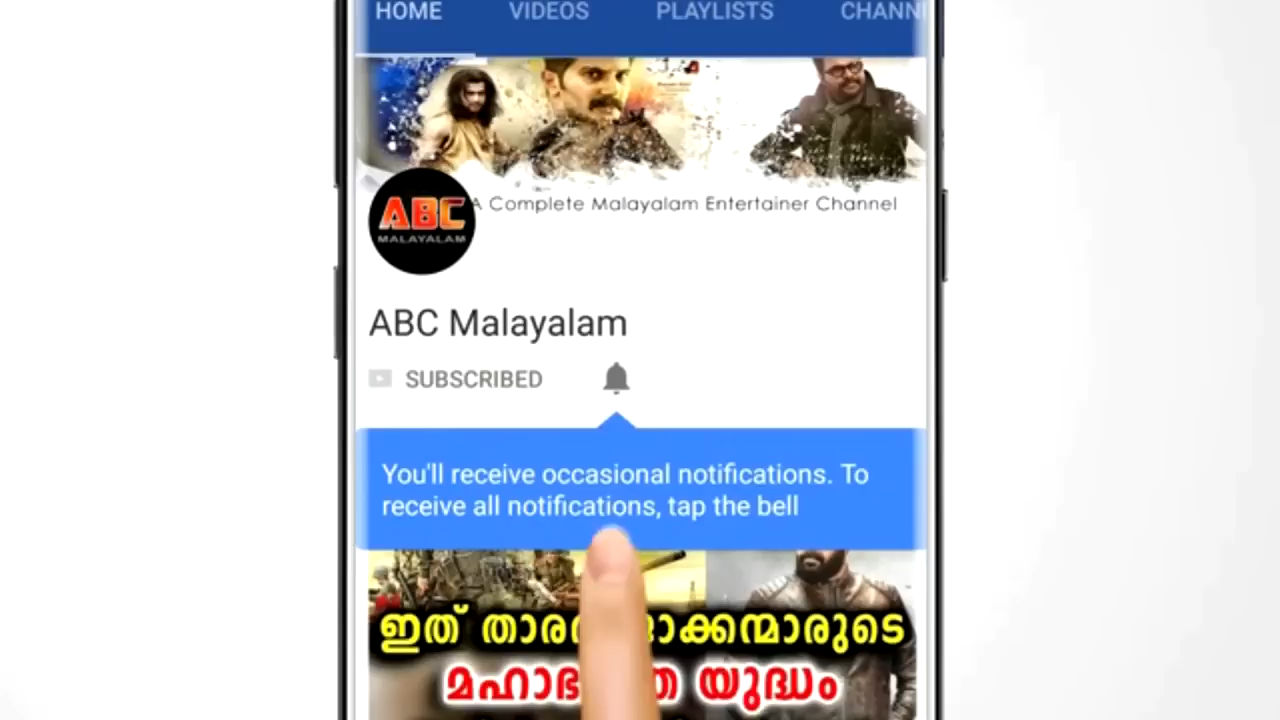 HOME VIDEOS PLAYLISTS CHANN
A Complete Malayalam Entertainer Channel
ABC
MALAYALAM
ABC Malayalam
SUBSCRIBED
You'll receive occasional notifications. To
receive all notifications, tap the bell
ഇത്
യുദ്ധം